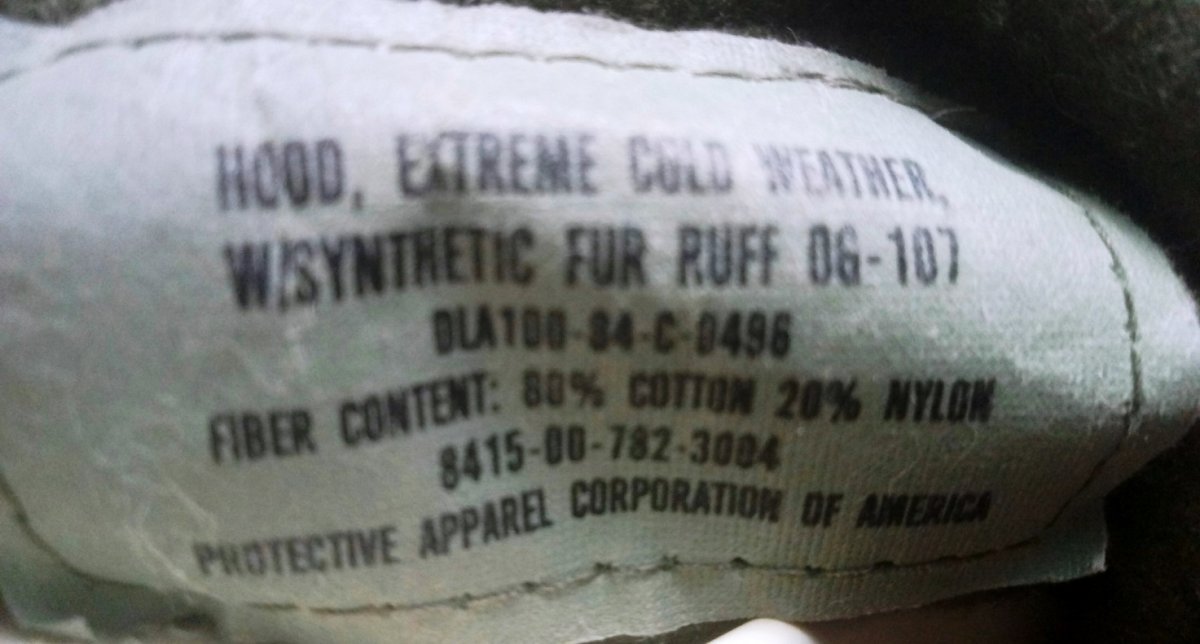 HOOD, EXTREME COLD WEATHER,
W/SYNTHETIC FUR RUFF OG-107
DLA100-84-C-0496
FIBER CONTENT: 80% COTTON 20% NYLON
8415-00-782-3004
PROTECTIVE APPAREL CORPORATION OF AMERICA